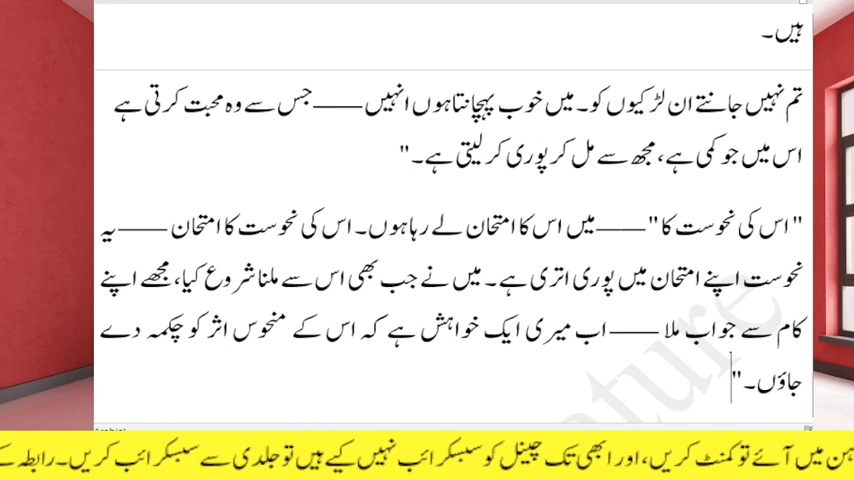 ہیں۔
تم نہیں جانتے ان لڑکیوں کو۔ میں خوب پہچانتا ہوں انہیں ——— جس سے وہ محبت کرتی ہے
اس میں جو کمی ہے، مجھ سے مل کر پوری کر لیتی ہے۔"
"اس کی نحوست کا" ——— میں اس کا امتحان لے رہا ہوں۔ اس کی نحوست کا امتحان ——— یہ
نحوست اپنے امتحان میں پوری اتری ہے۔ میں نے جب بھی اس سے ملنا شروع کیا، مجھے اپنے
کام سے جواب ملا ——— اب میری ایک خواہش ہے کہ اس کے منحوس اثر کو چکمہ دے
جاؤں۔"
ature
ہن میں آئے تو کمنٹ کریں، اور ابھی تک چینل کو سبسکرائب نہیں کیے ہیں تو جلدی سے سبسکرائب کریں۔ رابطہ کے